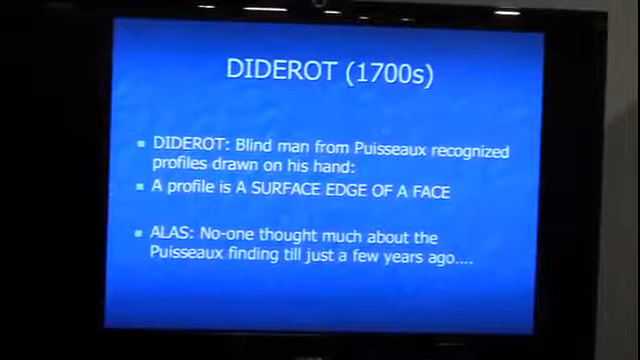 DIDEROT (1700s)
DIDEROT: Blind man from Puisseaux recognized
profiles drawn on his hand:
A profile is A SURFACE EDGE OF A FACE
ALAS: No-one thought much about the
Puisseaux finding till just a few years ago....